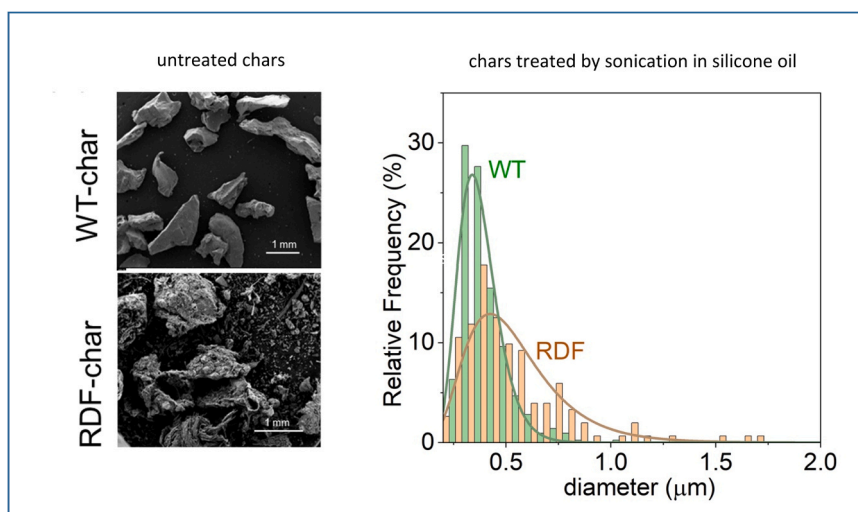 untreated chars
chars treated by sonication in silicone oil
WT-char
1 mm
RDF-char
1 mm
Relative Frequency (%)
30
20
10
0
WT
RDF
0.5
1.0
1.5
2.0
diameter (μm)